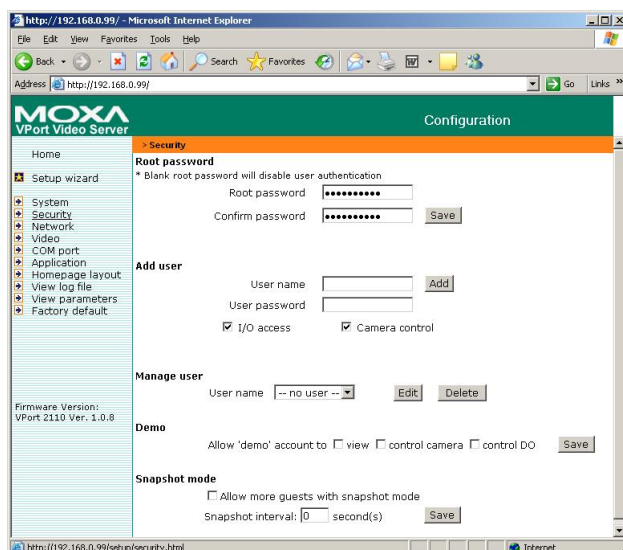 http://192.168.0.99/ - Microsoft Internet Explorer
File Edit View Favorites Tools Help
Back Search Favorites
Address http://192.168.0.99/ Go Links »
MOXA
VPort Video Server
Configuration
> Security
Home
Setup wizard
System
Security
Network
Video
COM port
Application
Homepage layout
View log file
View parameters
Factory default
Firmware Version:
VPort 2110 Ver. 1.0.8
Root password
* Blank root password will disable user authentication
Root password ●●●●●●●●●●
Confirm password ●●●●●●●●●● Save
Add user
User name Add
User password
I/O access Camera control
Manage user
User name -- no user -- Edit Delete
Demo
Allow 'demo' account to view control camera control DO Save
Snapshot mode
Allow more guests with snapshot mode
Snapshot interval: 0 second(s) Save
http://192.168.0.99/setup/security.html Internet